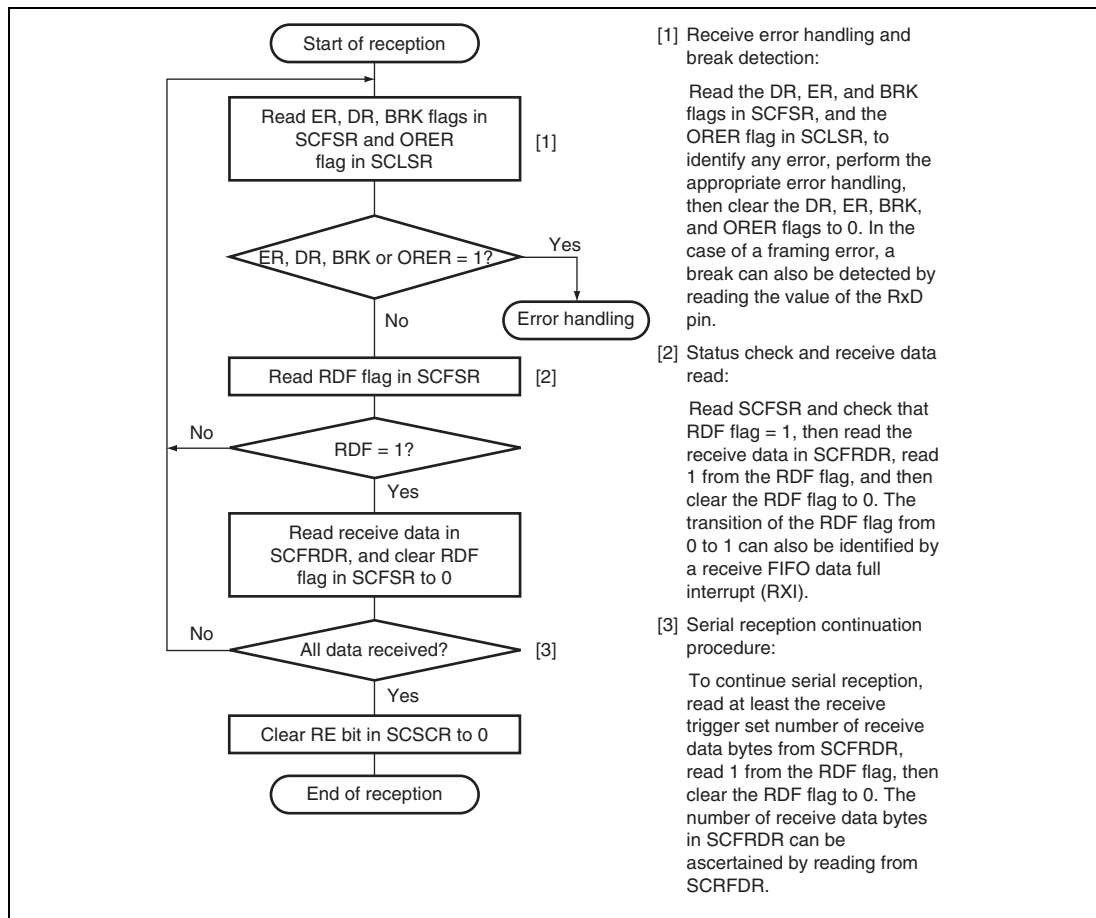 Start of reception
Read ER, DR, BRK flags in
SCFSR and ORER
flag in SCLSR
[1]
ER, DR, BRK or ORER = 1?
Yes
Error handling
No
Read RDF flag in SCFSR
[2]
No
RDF = 1?
Yes
Read receive data in
SCFRDR, and clear RDF
flag in SCFSR to 0
No
All data received?
[3]
Yes
Clear RE bit in SCSCR to 0
End of reception
[1] Receive error handling and
break detection:
Read the DR, ER, and BRK
flags in SCFSR, and the
ORER flag in SCLSR, to
identify any error, perform the
appropriate error handling,
then clear the DR, ER, BRK,
and ORER flags to 0. In the
case of a framing error, a
break can also be detected by
reading the value of the RxD
pin.
[2] Status check and receive data
read:
Read SCFSR and check that
RDF flag = 1, then read the
receive data in SCFRDR, read
1 from the RDF flag, and then
clear the RDF flag to 0. The
transition of the RDF flag from
0 to 1 can also be identified by
a receive FIFO data full
interrupt (RXI).
[3] Serial reception continuation
procedure:
To continue serial reception,
read at least the receive
trigger set number of receive
data bytes from SCFRDR,
read 1 from the RDF flag, then
clear the RDF flag to 0. The
number of receive data bytes
in SCFRDR can be
ascertained by reading from
SCRFDR.